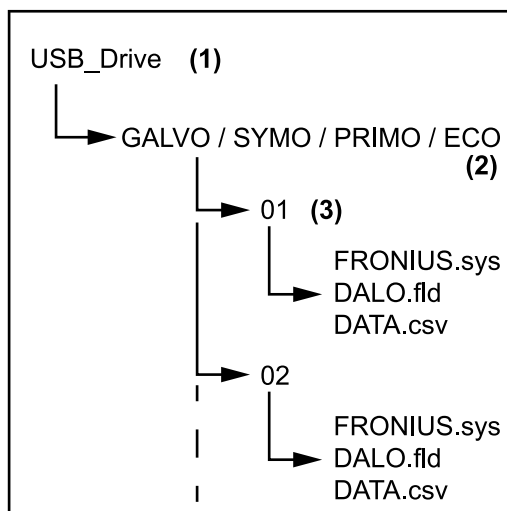 USB_Drive (1)
GALVO / SYMO / PRIMO / ECO
(2)
01 (3)
FRONIUS.sys
DALO.fld
DATA.csv
02
FRONIUS.sys
DALO.fld
DATA.csv